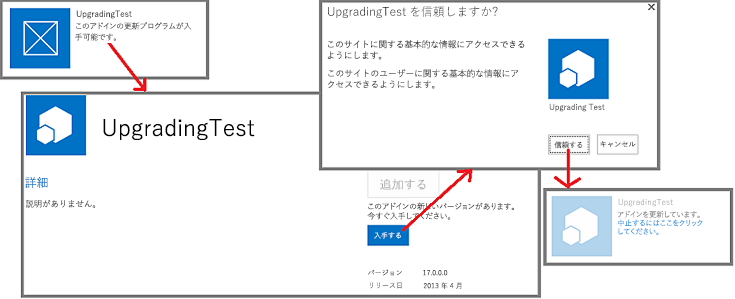 UpgradingTest
このアドインの更新プログラムが入
手可能です。
UpgradingTest
詳細
説明がありません。
追加する
このアドインの新しいバージョンがあります。
今すぐ入手してください。
入手する
バージョン 17.0.0.0
リリース日 2013 年 4 月
UpgradingTest を信頼しますか?
このサイトに関する基本的な情報にアクセスできる
ようにします。
このサイトのユーザーに関する基本的な情報にア
クセスできるようにします。
Upgrading Test
信頼する
キャンセル
UpgradingTest
アドインを更新しています。
中止するにはここをクリック
してください。